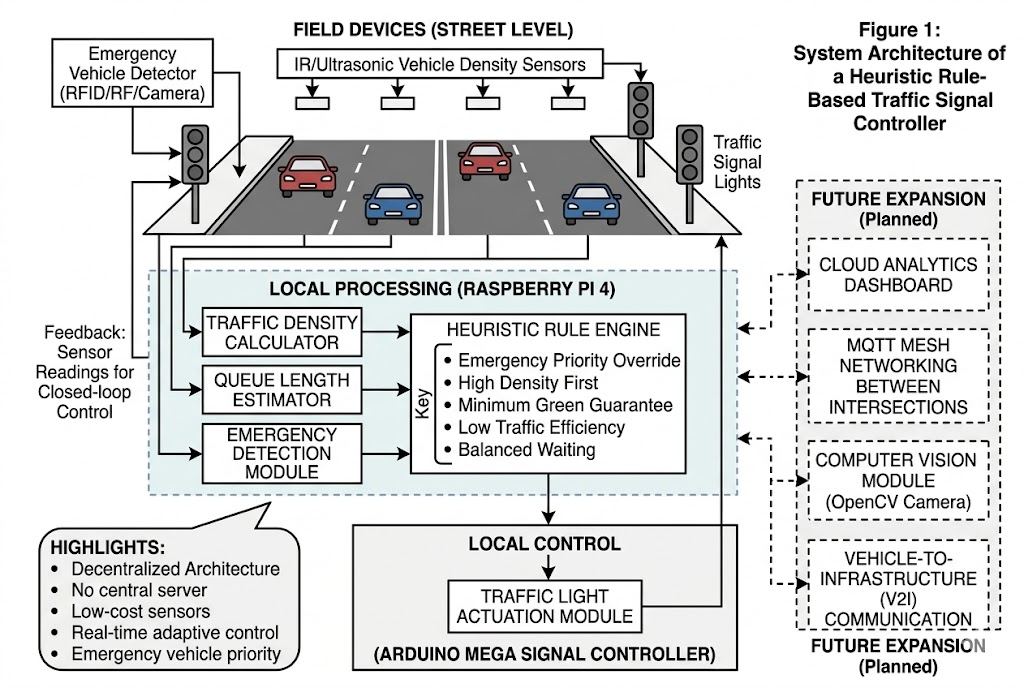 FIELD DEVICES (STREET LEVEL)
Emergency
Vehicle Detector
(RFID/RF/Camera)
IR/Ultrasonic Vehicle Density Sensors
Figure 1:
System Architecture of
a Heuristic Rule-
Based Traffic Signal
Controller
Traffic
Signal
Lights
Feedback:
Sensor
Readings for
Closed-loop
Control
LOCAL PROCESSING (RASPBERRY PI 4)
TRAFFIC DENSITY
CALCULATOR
QUEUE LENGTH
ESTIMATOR
EMERGENCY
DETECTION
MODULE
HEURISTIC RULE ENGINE
Key
• Emergency Priority Override
• High Density First
• Minimum Green Guarantee
• Low Traffic Efficiency
• Balanced Waiting
LOCAL CONTROL
TRAFFIC LIGHT
ACTUATION MODULE
(ARDUINO MEGA SIGNAL CONTROLLER)
HIGHLIGHTS:
• Decentralized Architecture
• No central server
• Low-cost sensors
• Real-time adaptive control
• Emergency vehicle priority
FUTURE EXPANSION
(Planned)
CLOUD ANALYTICS
DASHBOARD
MQTT MESH
NETWORKING
BETWEEN
INTERSECTIONS
COMPUTER VISION
MODULE
(OpenCV Camera)
VEHICLE-TO-
INFRASTRUCTURE
(V2I)
COMMUNICATION
FUTURE EXPANSION
(Planned)